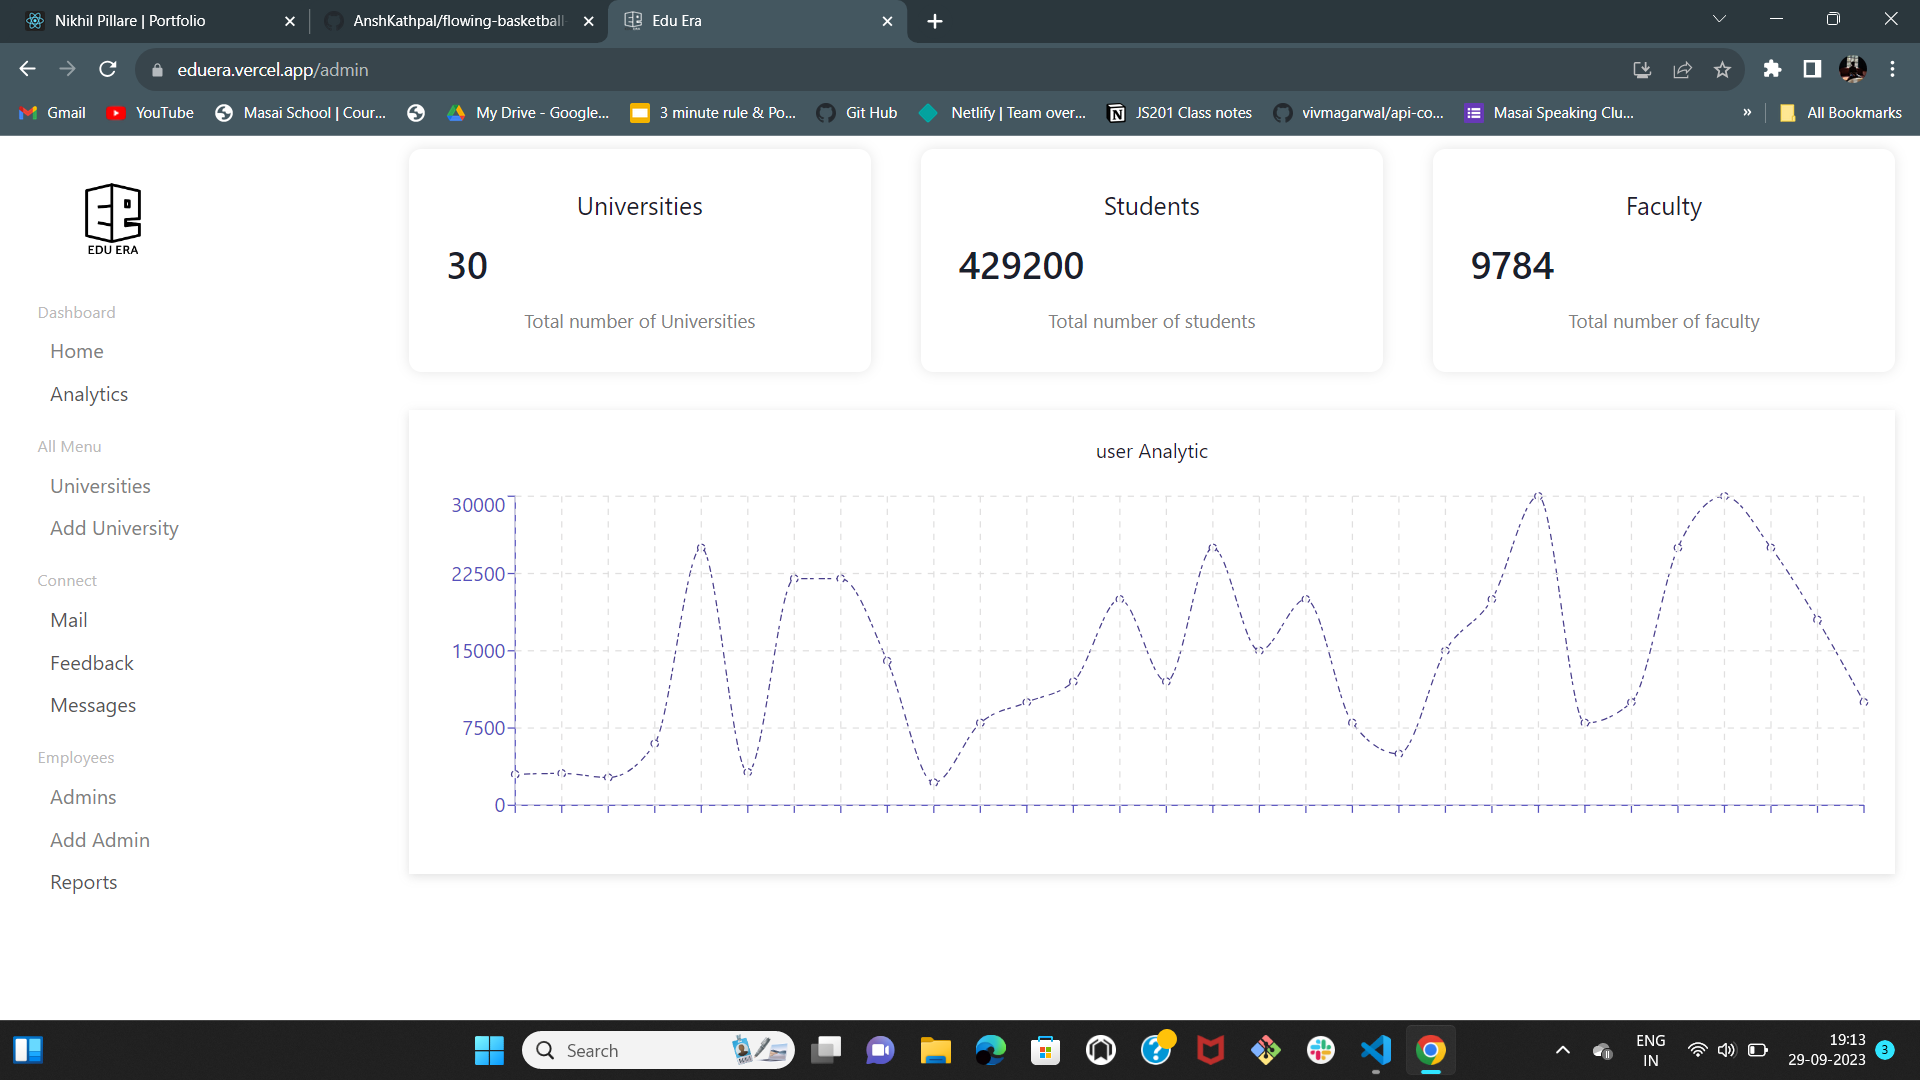 Nikhil Pillare | Portfolio
AnshKathpal/flowing-basketball-
Edu Era
eduera.vercel.app/admin
Gmail
YouTube
Masai School | Cour...
My Drive - Google...
3 minute rule & Po...
Git Hub
Netlify | Team over...
JS201 Class notes
vivmagarwal/api-co...
Masai Speaking Clu...
»
All Bookmarks
EDU ERA
Dashboard
Home
Analytics
All Menu
Universities
Add University
Connect
Mail
Feedback
Messages
Employees
Admins
Add Admin
Reports
Universities
30
Total number of Universities
Students
429200
Total number of students
Faculty
9784
Total number of faculty
user Analytic
30000
22500
15000
7500
0
Search
ENG
IN
19:13
29-09-2023
3